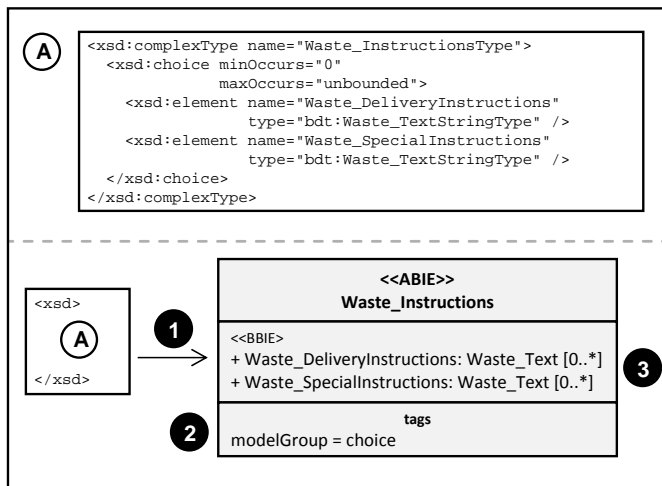 A
<xsd:complexType name="Waste_InstructionsType">
<xsd:choice minOccurs="0"
maxOccurs="unbounded">
<xsd:element name="Waste_DeliveryInstructions"
type="bdt:Waste_TextStringType" />
<xsd:element name="Waste_SpecialInstructions"
type="bdt:Waste_TextStringType" />
</xsd:choice>
</xsd:complexType>
<xsd>
A
</xsd>
1
<<ABIE>>
Waste_Instructions
<<BBIE>
+ Waste_DeliveryInstructions: Waste_Text [0..*]
+ Waste_SpecialInstructions: Waste_Text [0..*]
3
2
tags
modelGroup = choice